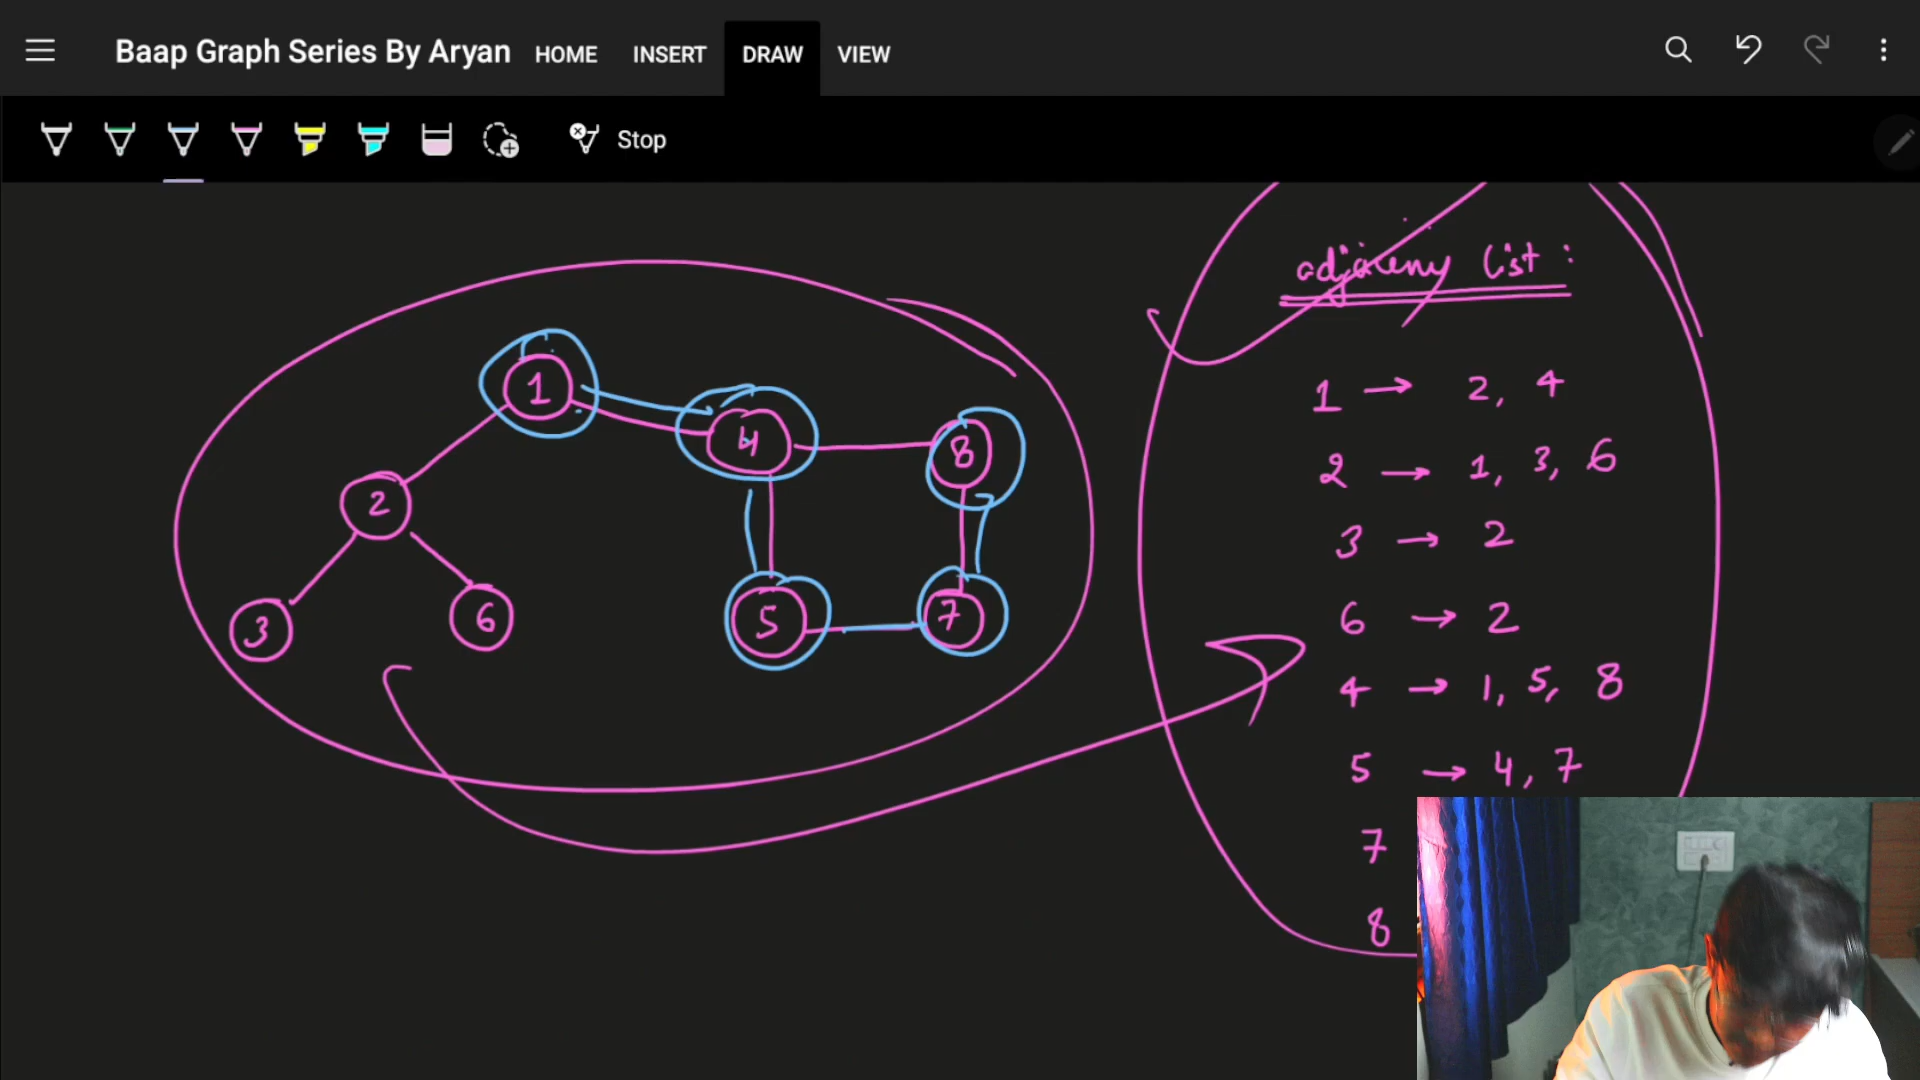 Baap Graph Series By Aryan HOME INSERT DRAW VIEW
Stop
adjaceny list :
1 → 2, 4
2 → 1, 3, 6
3 → 2
6 → 2
4 → 1, 5, 8
5 → 4, 7
7
8
1
4
8
2
3
6
5
7